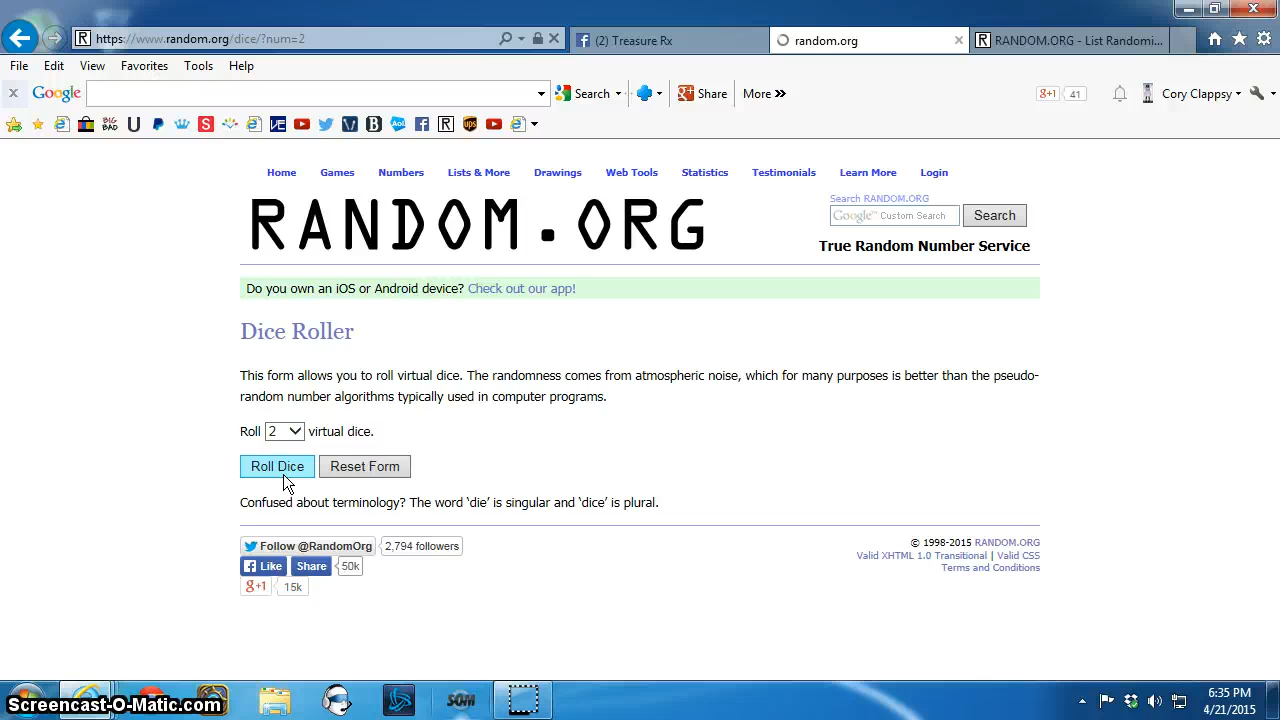 https://www.random.org/dice/?num=2
(2) Treasure Rx
random.org
RANDOM.ORG - List Randomi...
File Edit View Favorites Tools Help
Google Search Share More »
g+1 41 Cory Clappsy
BIG BAD
Home Games Numbers Lists & More Drawings Web Tools Statistics Testimonials Learn More Login
RANDOM.ORG
Search RANDOM.ORG
Google™ Custom Search Search
True Random Number Service
Do you own an iOS or Android device? Check out our app!
Dice Roller
This form allows you to roll virtual dice. The randomness comes from atmospheric noise, which for many purposes is better than the pseudo-
random number algorithms typically used in computer programs.
Roll 2 virtual dice.
Roll Dice Reset Form
Confused about terminology? The word ‘die’ is singular and ‘dice’ is plural.
Follow @RandomOrg 2,794 followers
Like Share 50k
g+1 15k
© 1998-2015 RANDOM.ORG
Valid XHTML 1.0 Transitional | Valid CSS
Terms and Conditions
Screencast-O-Matic.com
SOM
6:35 PM
4/21/2015